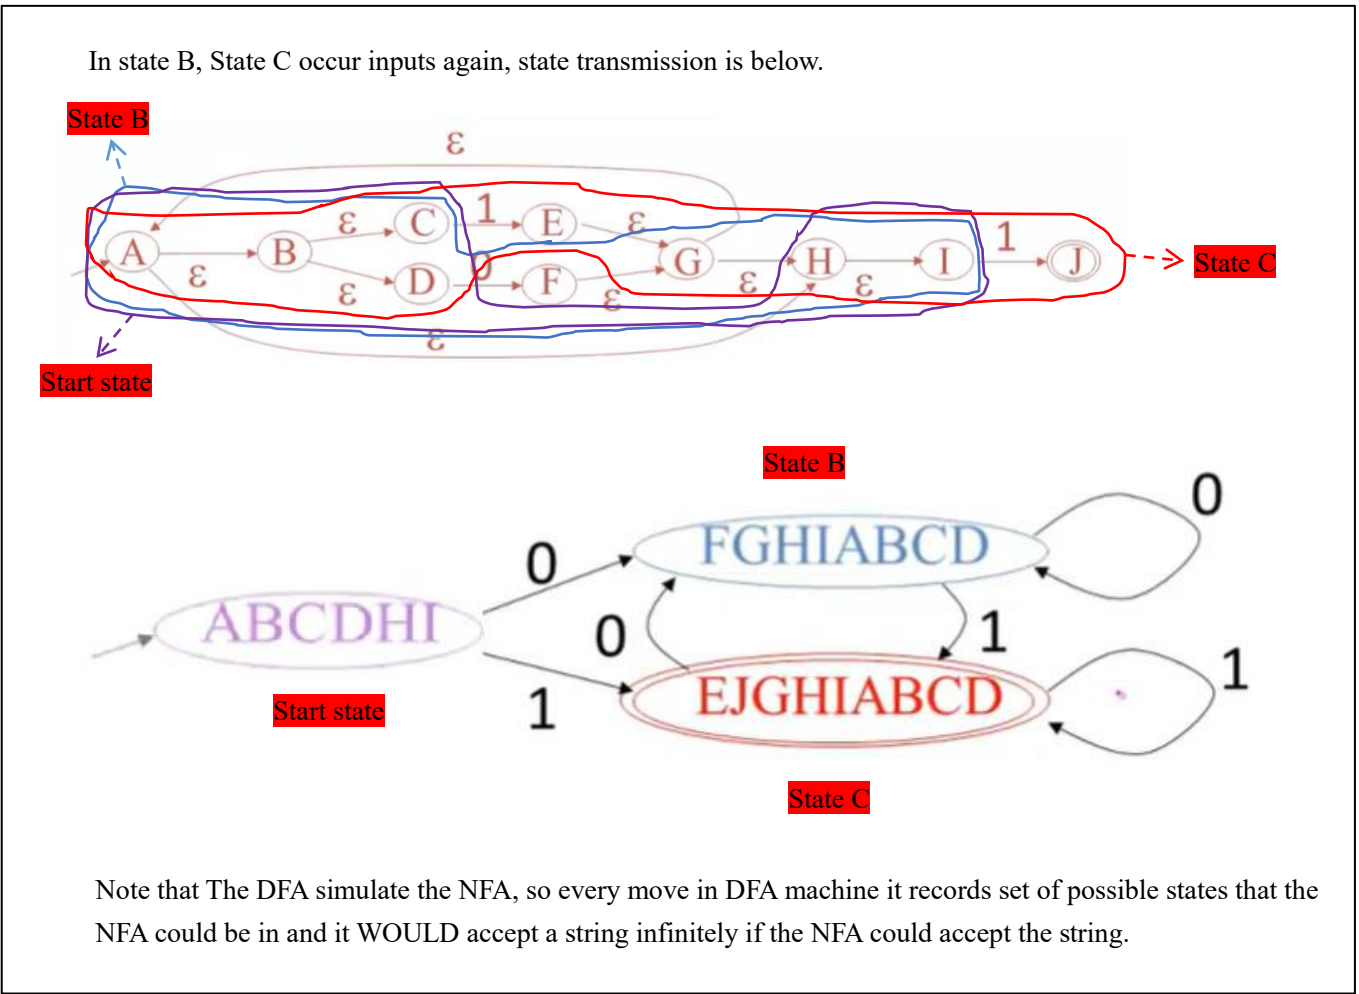 In state B, State C occur inputs again, state transmission is below.
State B
ε
C 1 E ε
ε
A B G H I 1 J State C
ε D 0 F ε ε
ε ε
ε
Start state
State B
0
FGHIABCD
0
ABCDHI 0 1
EJGHIABCD 1
Start state 1
State C
Note that The DFA simulate the NFA, so every move in DFA machine it records set of possible states that the
NFA could be in and it WOULD accept a string infinitely if the NFA could accept the string.